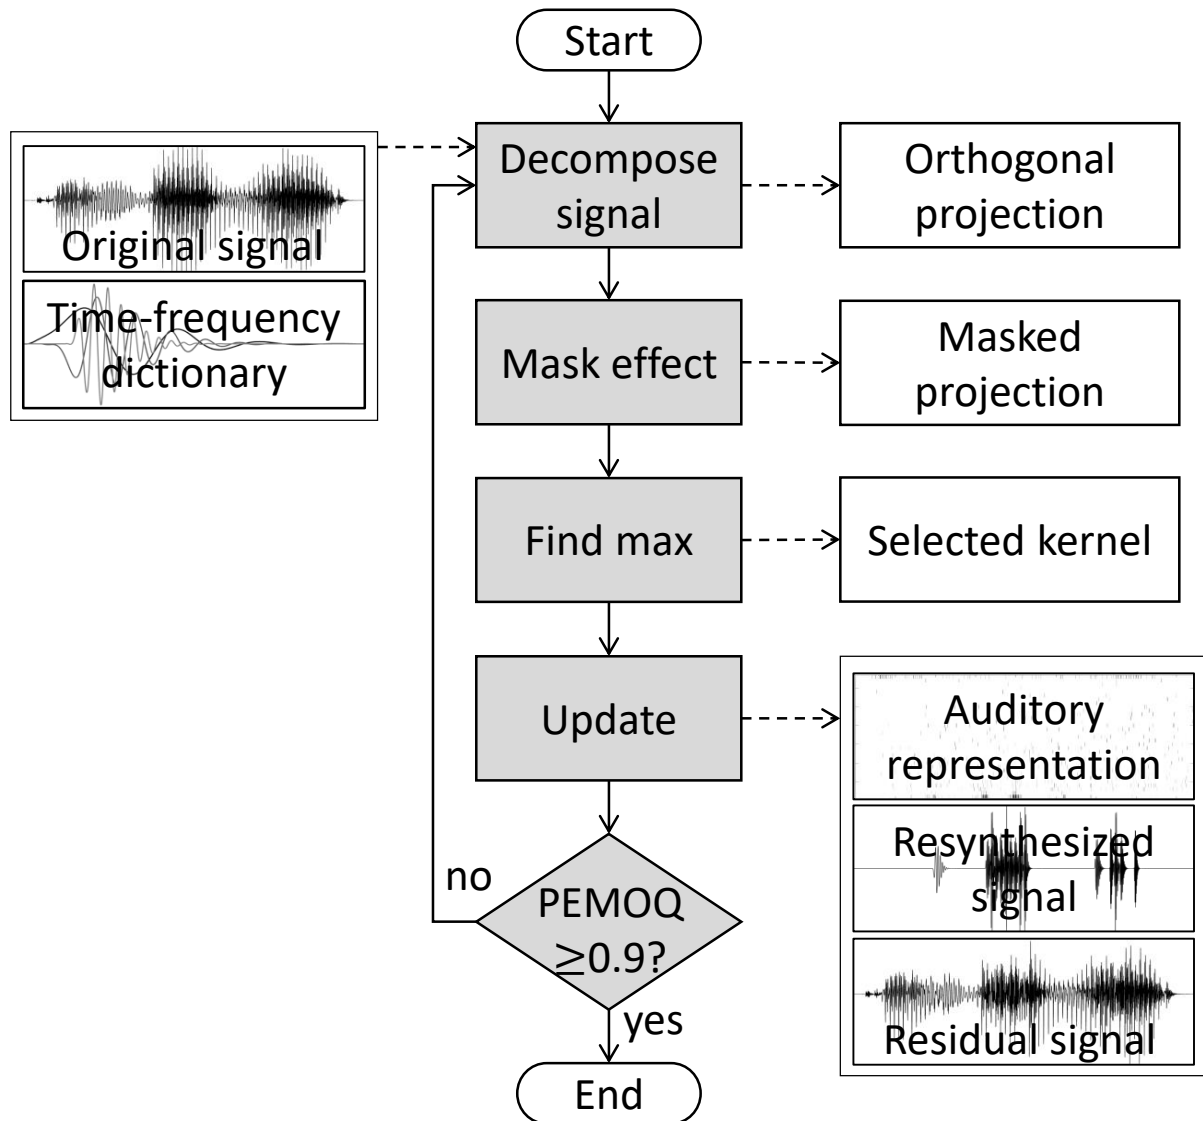 Start
Original signal
Time-frequency
dictionary
Decompose
signal
Orthogonal
projection
Mask effect
Masked
projection
Find max
Selected kernel
Update
Auditory
representation
Resynthesized
signal
Residual signal
PEMOQ
≥0.9?
no
yes
End